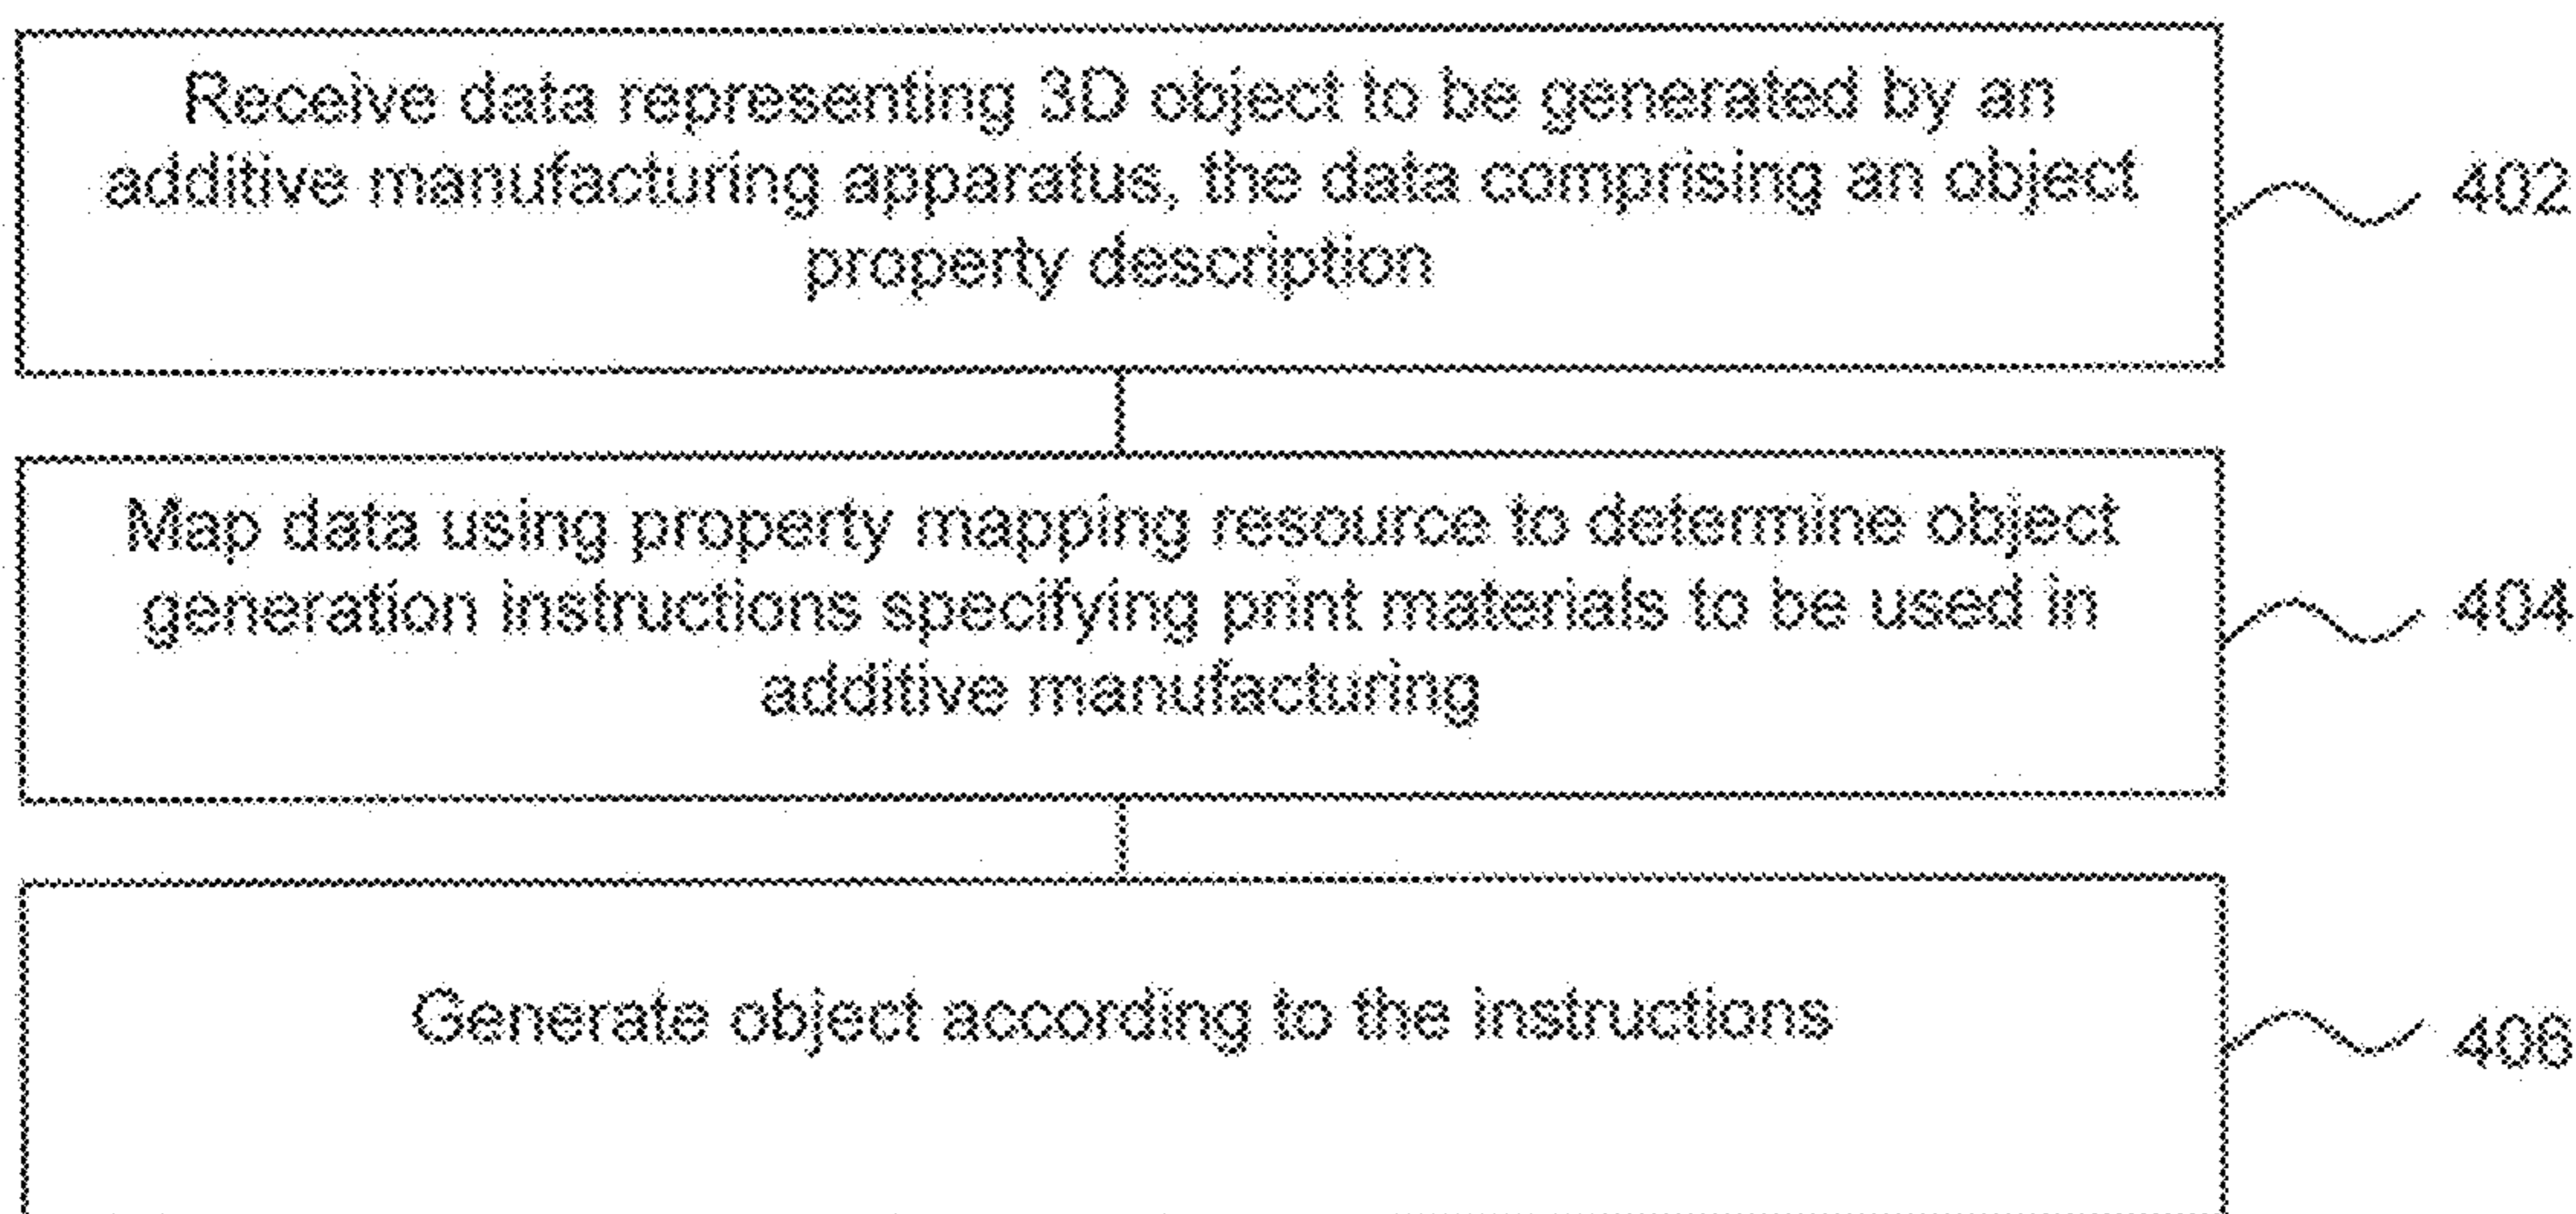 Receive data representing 3D object to be generated by an
additive manufacturing apparatus, the data comprising an object
property description
402
Map data using property mapping resource to determine object
generation instructions specifying print materials to be used in
additive manufacturing
404
Generate object according to the instructions
406